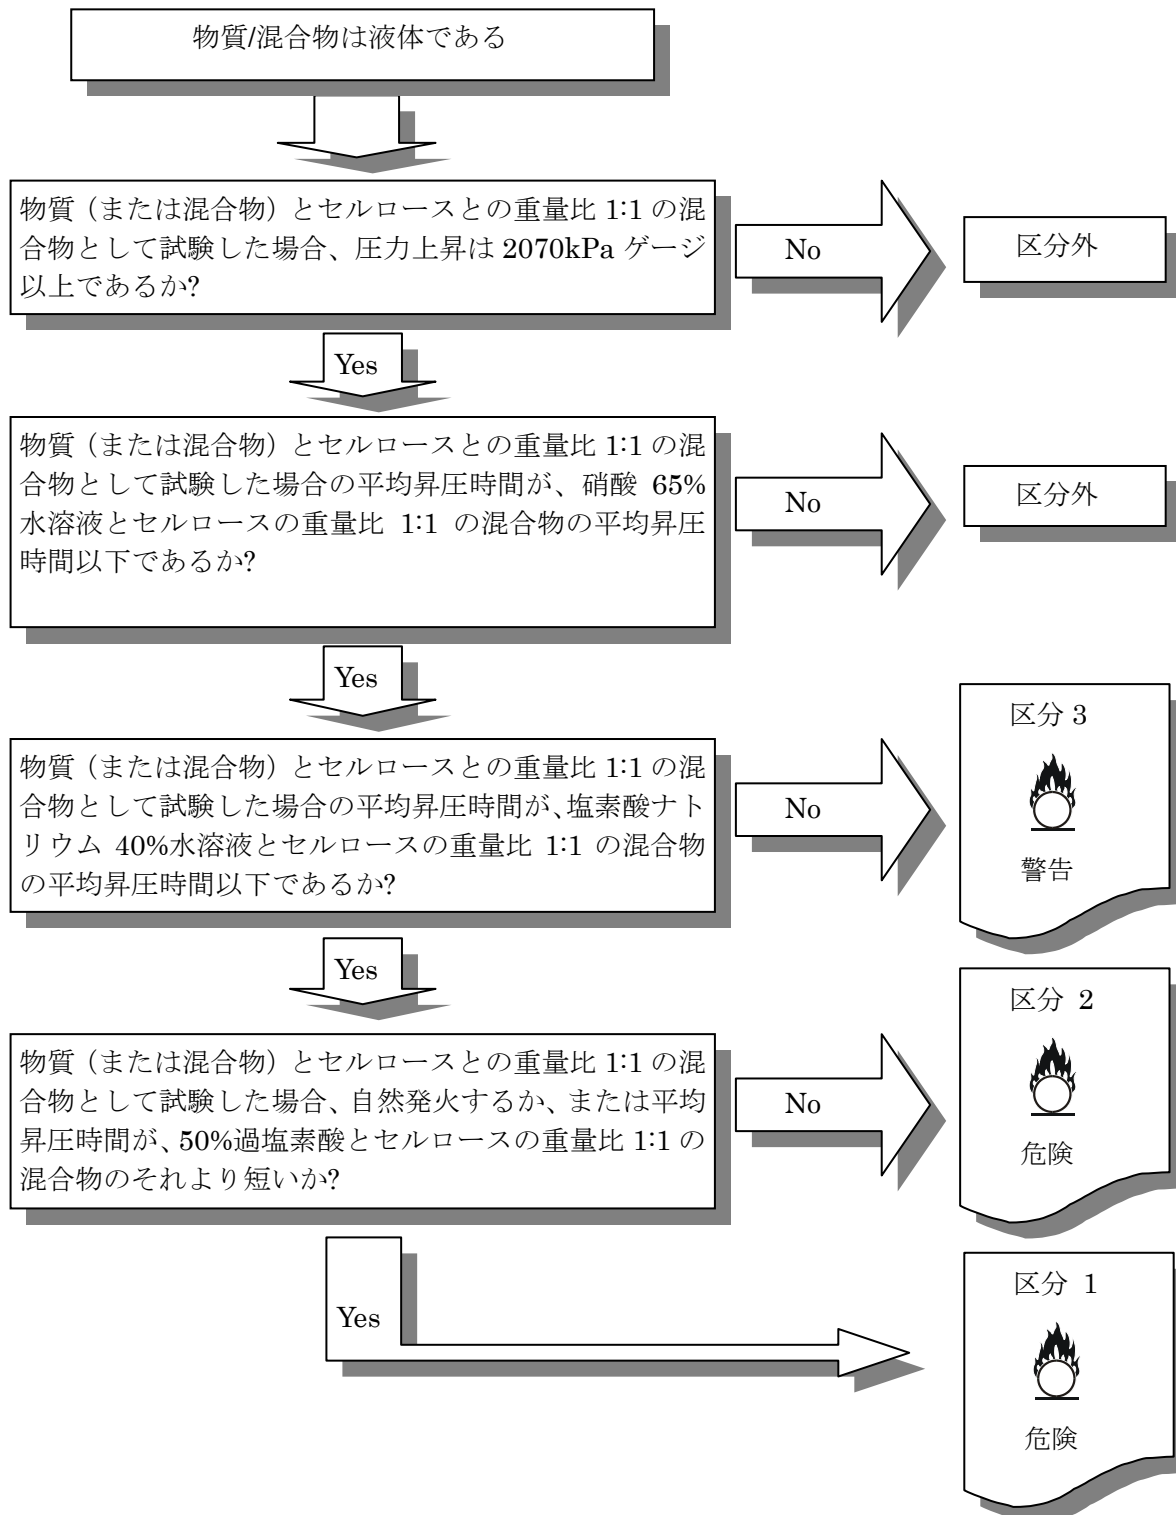 物質/混合物は液体である
物質（または混合物）とセルロースとの重量比 1:1 の混
合物として試験した場合、圧力上昇は 2070kPa ゲージ
以上であるか?
No
区分外
Yes
物質（または混合物）とセルロースとの重量比 1:1 の混
合物として試験した場合の平均昇圧時間が、硝酸 65%
水溶液とセルロースの重量比 1:1 の混合物の平均昇圧
時間以下であるか?
No
区分外
Yes
物質（または混合物）とセルロースとの重量比 1:1 の混
合物として試験した場合の平均昇圧時間が、塩素酸ナト
リウム 40%水溶液とセルロースの重量比 1:1 の混合物
の平均昇圧時間以下であるか?
No
区分 3
警告
Yes
物質（または混合物）とセルロースとの重量比 1:1 の混
合物として試験した場合、自然発火するか、または平均
昇圧時間が、50%過塩素酸とセルロースの重量比 1:1 の
混合物のそれより短いか?
No
区分 2
危険
Yes
区分 1
危険